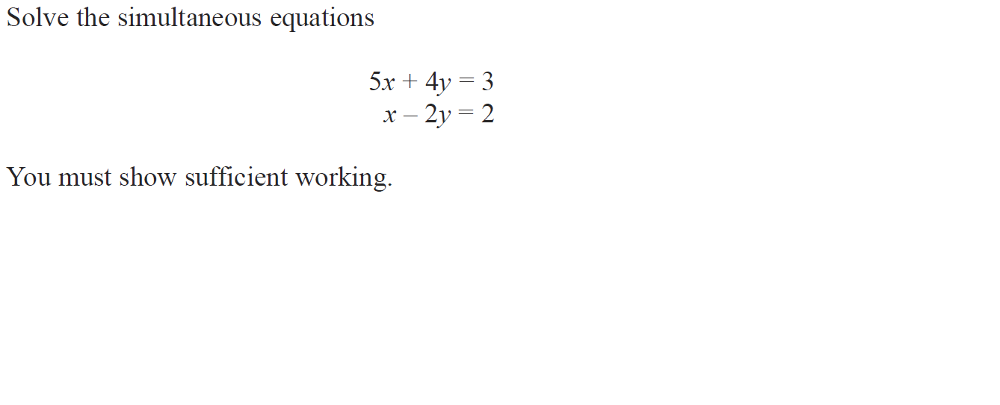 Solve the simultaneous equations
5x + 4y = 3
x – 2y = 2
You must show sufficient working.